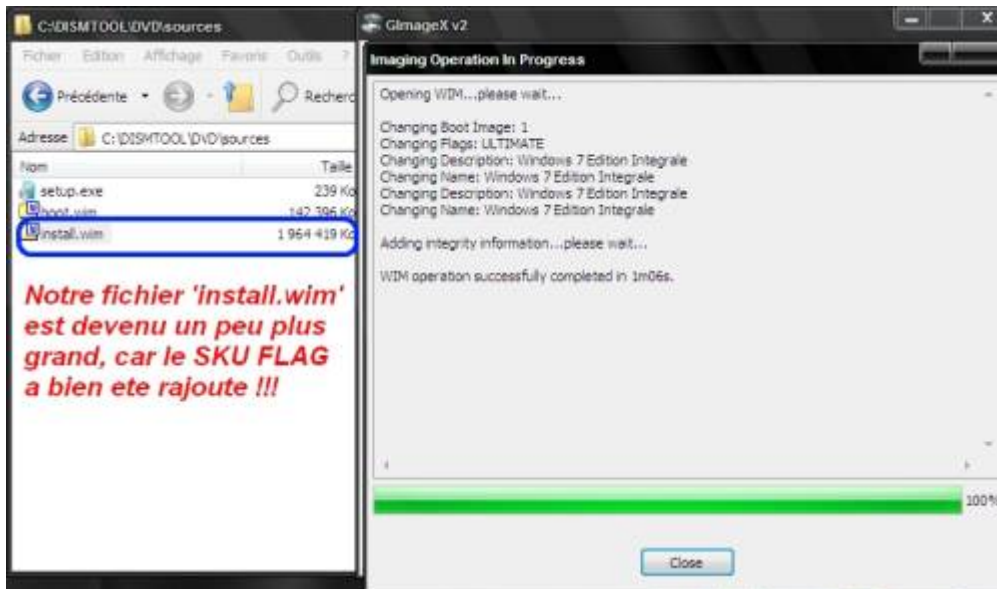 C:\DISMTOOL\DVD\sources
Fichier Edition Affichage Favoris Outils ?
Précédente
Recherc
Adresse C:\DISMTOOL\DVD\sources
Nom Taille
setup.exe 239 Ko
boot.wim 142 396 Ko
install.wim 1 964 419 Ko
Notre fichier 'install.wim'
est devenu un peu plus
grand, car le SKU FLAG
a bien ete rajoute !!!
GImageX v2
Imaging Operation In Progress
Opening WIM...please wait...
Changing Boot Image: 1
Changing Flags: ULTIMATE
Changing Description: Windows 7 Edition Integrale
Changing Name: Windows 7 Edition Integrale
Changing Description: Windows 7 Edition Integrale
Changing Name: Windows 7 Edition Integrale
Adding integrity information...please wait...
WIM operation successfully completed in 1m06s.
100%
Close